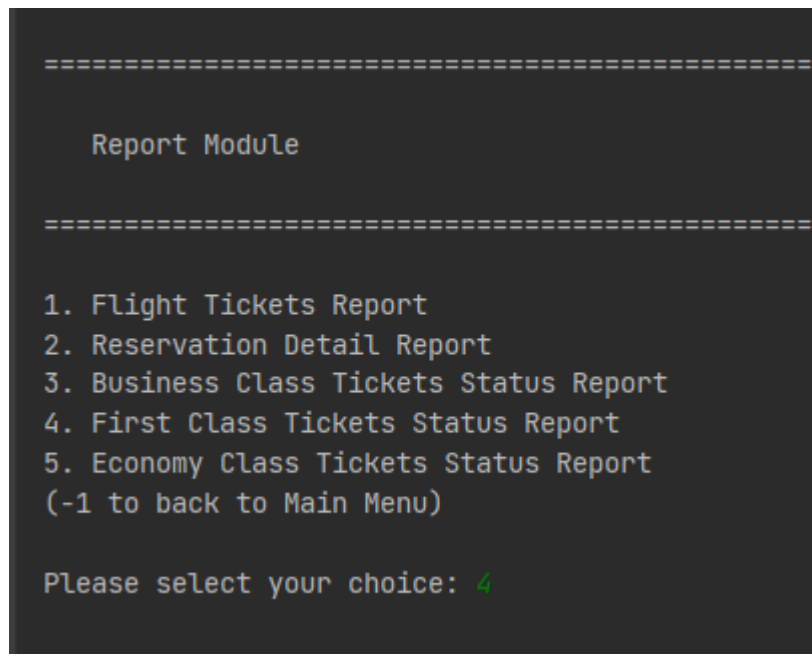 ================================================
Report Module
================================================
1. Flight Tickets Report
2. Reservation Detail Report
3. Business Class Tickets Status Report
4. First Class Tickets Status Report
5. Economy Class Tickets Status Report
(-1 to back to Main Menu)
Please select your choice: 4